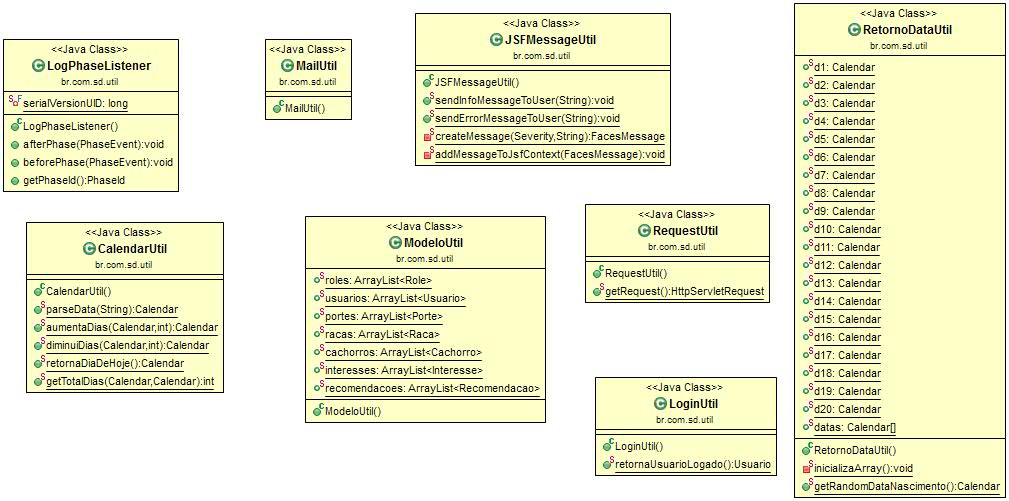 <<Java Class>>
LogPhaseListener
br.com.sd.util
serialVersionUID: long
LogPhaseListener()
afterPhase(PhaseEvent):void
beforePhase(PhaseEvent):void
getPhaseId():PhaseId
<<Java Class>>
MailUtil
br.com.sd.util
MailUtil()
<<Java Class>>
JSFMessageUtil
br.com.sd.util
JSFMessageUtil()
sendInfoMessageToUser(String):void
sendErrorMessageToUser(String):void
createMessage(Severity,String):FacesMessage
addMessageToJsfContext(FacesMessage):void
<<Java Class>>
RetornoDataUtil
br.com.sd.util
d1: Calendar
d2: Calendar
d3: Calendar
d4: Calendar
d5: Calendar
d6: Calendar
d7: Calendar
d8: Calendar
d9: Calendar
d10: Calendar
d11: Calendar
d12: Calendar
d13: Calendar
d14: Calendar
d15: Calendar
d16: Calendar
d17: Calendar
d18: Calendar
d19: Calendar
d20: Calendar
datas: Calendar[]
RetornoDataUtil()
inicializaArray():void
getRandomDataNascimento():Calendar
<<Java Class>>
CalendarUtil
br.com.sd.util
CalendarUtil()
parseData(String):Calendar
aumentaDias(Calendar,int):Calendar
diminuiDias(Calendar,int):Calendar
retornaDiaDeHoje():Calendar
getTotalDias(Calendar,Calendar):int
<<Java Class>>
ModeloUtil
br.com.sd.util
roles: ArrayList<Role>
usuarios: ArrayList<Usuario>
portes: ArrayList<Porte>
racas: ArrayList<Raca>
cachorros: ArrayList<Cachorro>
interesses: ArrayList<Interesse>
recomendacoes: ArrayList<Recomendacao>
ModeloUtil()
<<Java Class>>
RequestUtil
br.com.sd.util
RequestUtil()
getRequest():HttpServletRequest
<<Java Class>>
LoginUtil
br.com.sd.util
LoginUtil()
retornaUsuarioLogado():Usuario